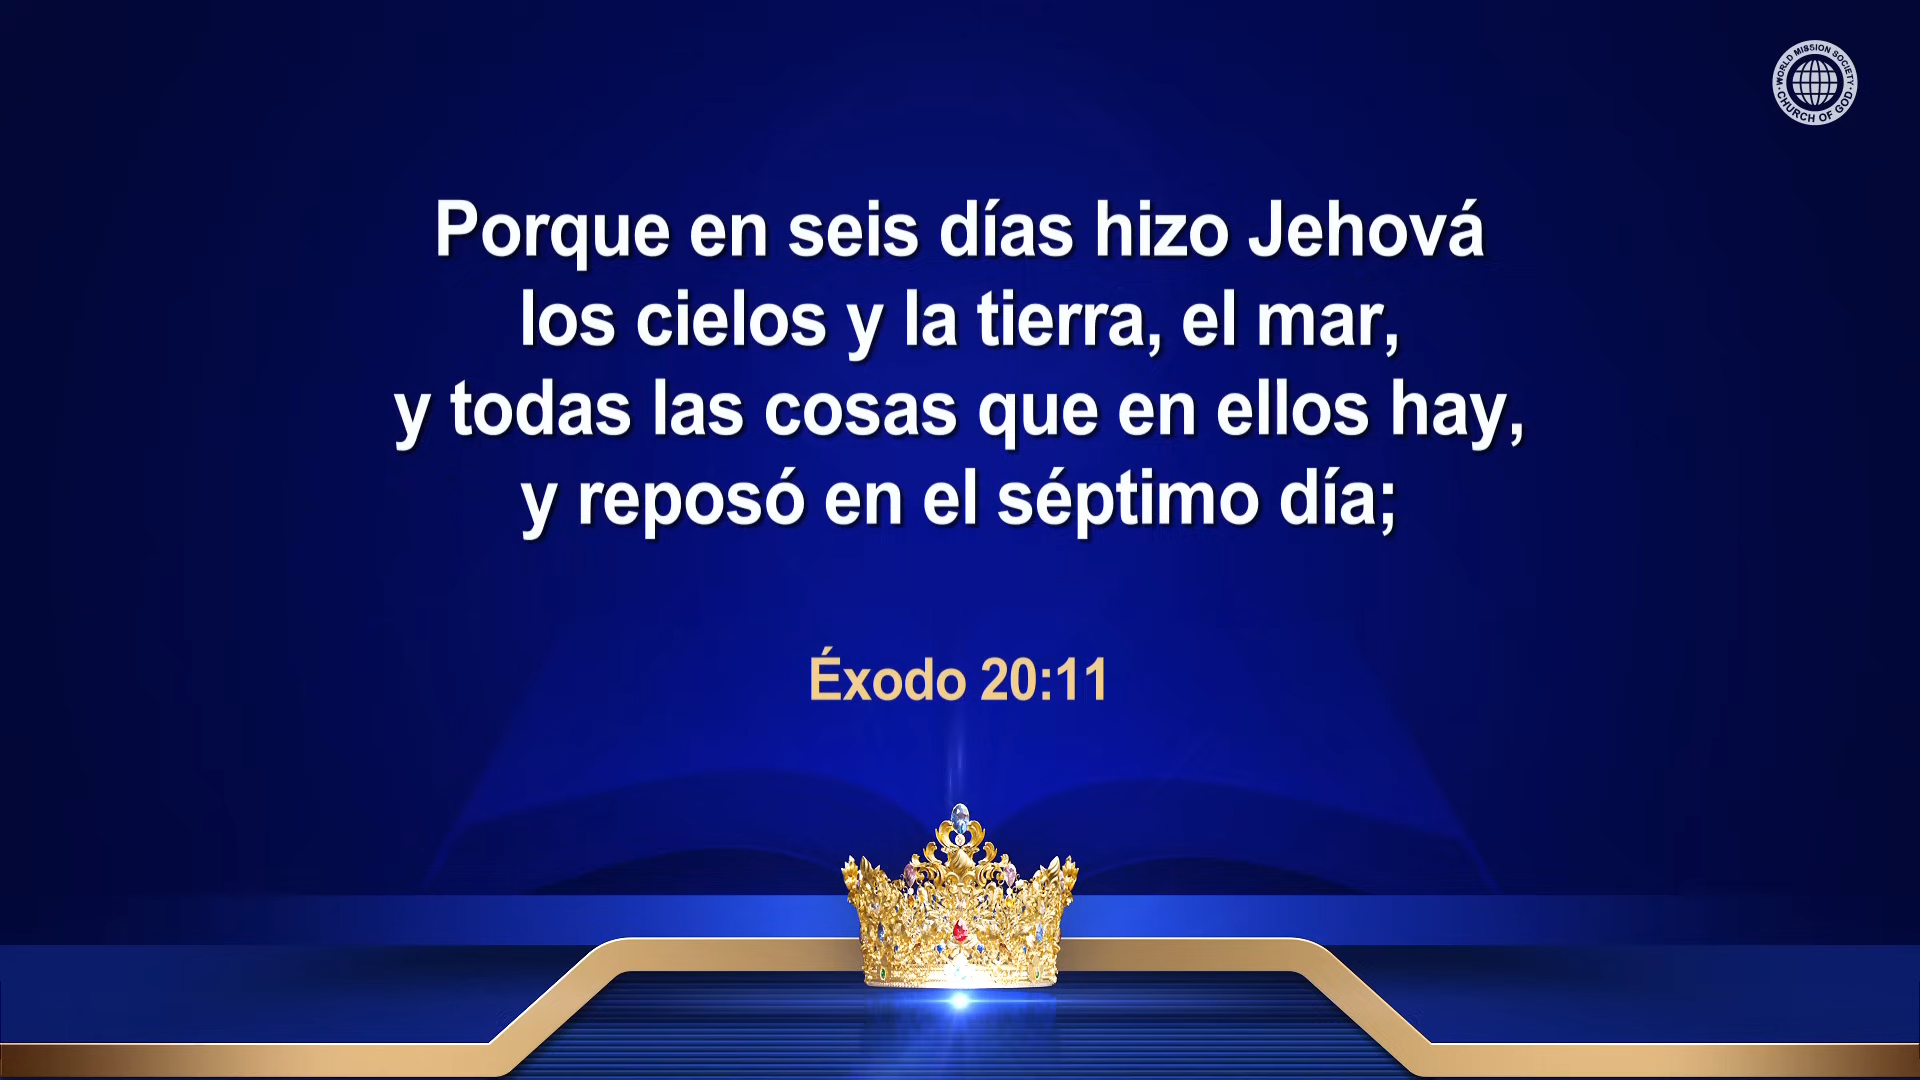 WORLD MISSION SOCIETY
CHURCH OF GOD
Porque en seis días hizo Jehová
los cielos y la tierra, el mar,
y todas las cosas que en ellos hay,
y reposó en el séptimo día;
Éxodo 20:11